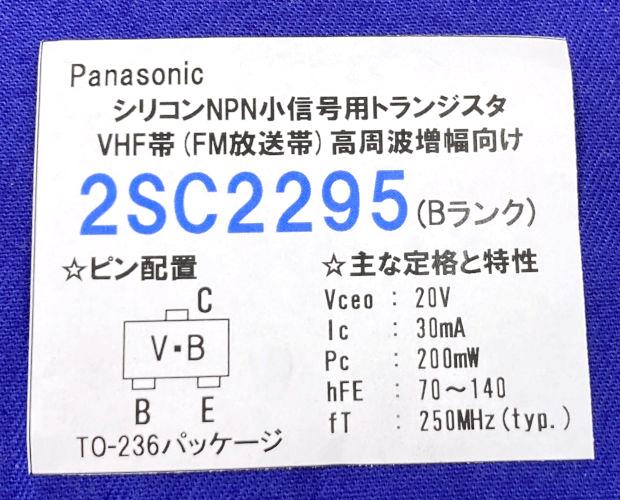 Panasonic
シリコンNPN小信号用トランジスタ
VHF帯(FM放送帯)高周波増幅向け
2SC2295(Bランク)
☆ピン配置
C
V・B
B E
TO-236パッケージ
☆主な定格と特性
Vceo : 20V
Ic : 30mA
Pc : 200mW
hFE : 70～140
fT : 250MHz(typ.)